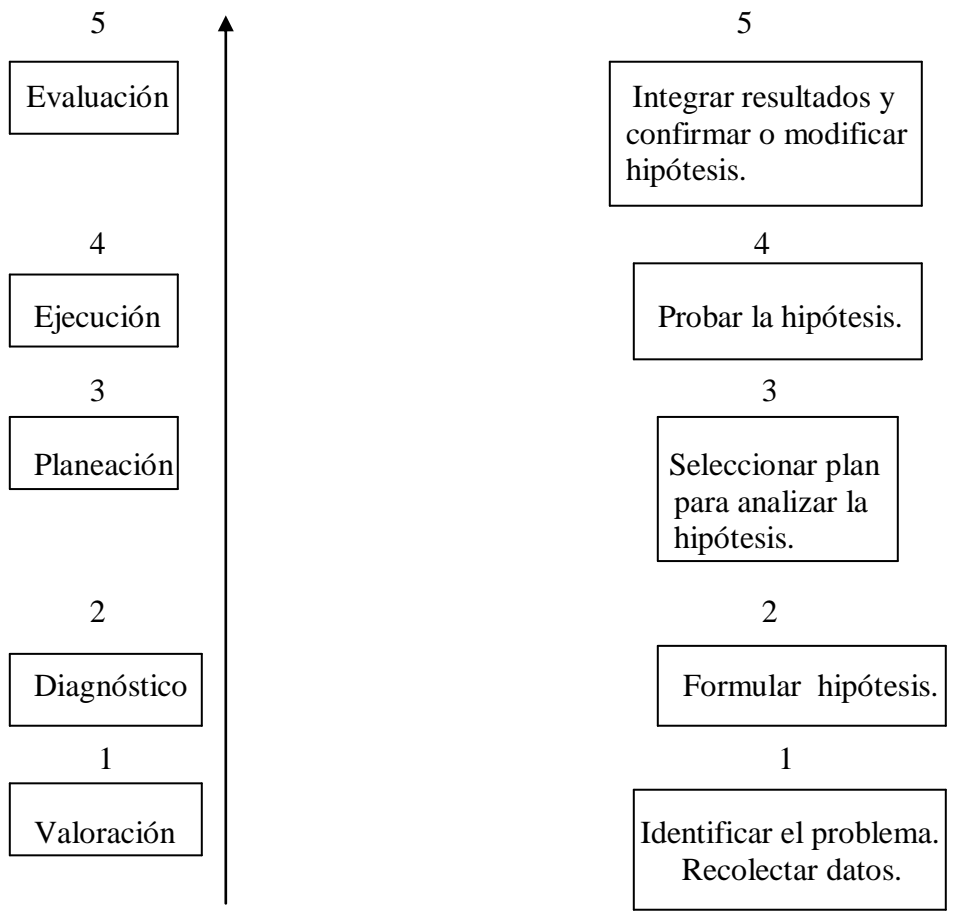 5
Evaluación
4
Ejecución
3
Planeación
2
Diagnóstico
1
Valoración
5
Integrar resultados y
confirmar o modificar
hipótesis.
4
Probar la hipótesis.
3
Seleccionar plan
para analizar la
hipótesis.
2
Formular hipótesis.
1
Identificar el problema.
Recolectar datos.